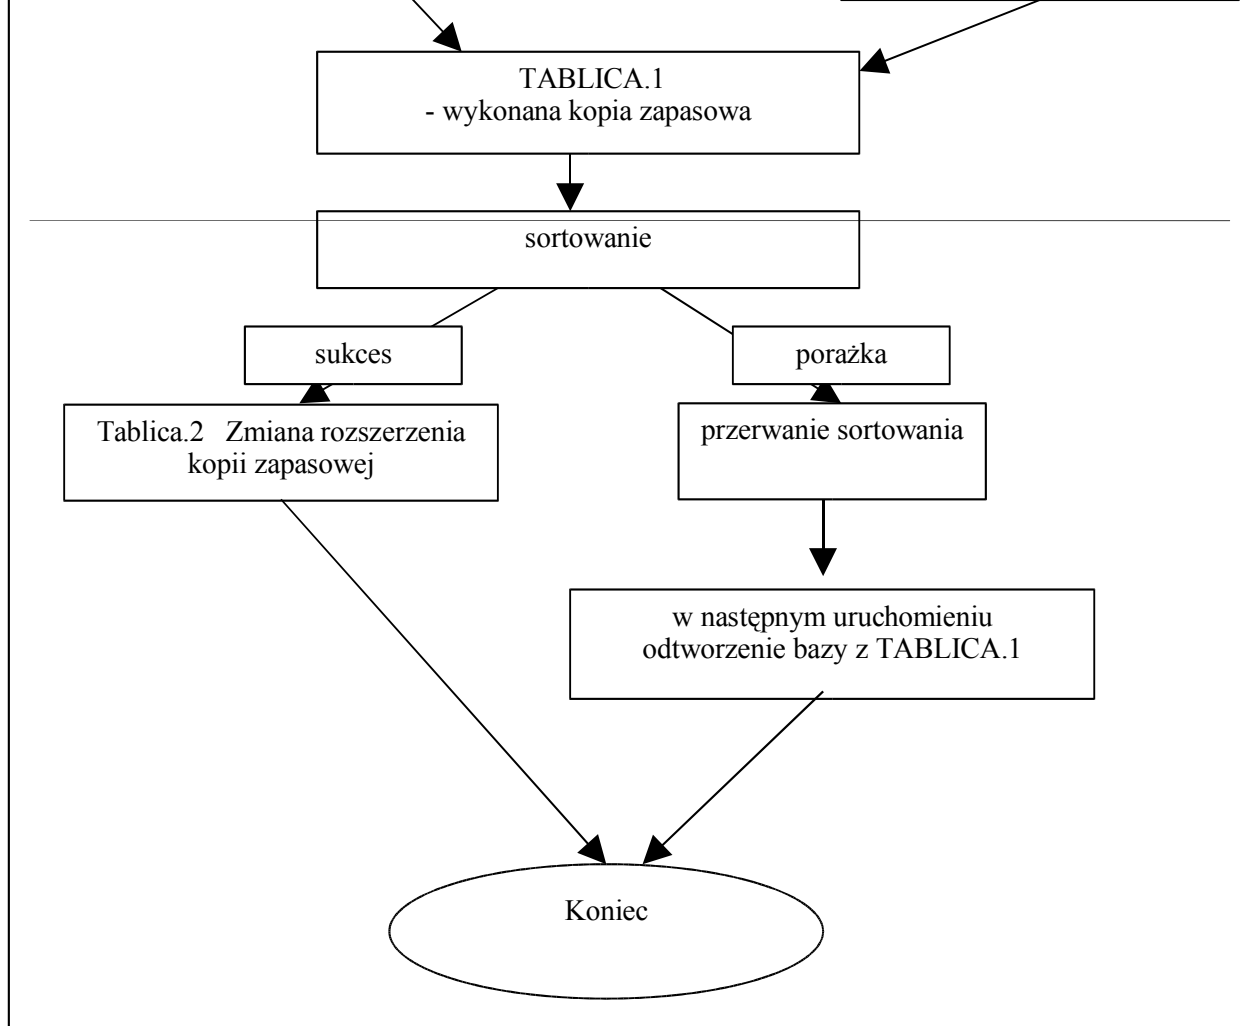 TABLICA.1
- wykonana kopia zapasowa
sortowanie
sukces
porażka
Tablica.2 Zmiana rozszerzenia
kopii zapasowej
przerwanie sortowania
w następnym uruchomieniu
odtworzenie bazy z TABLICA.1
Koniec